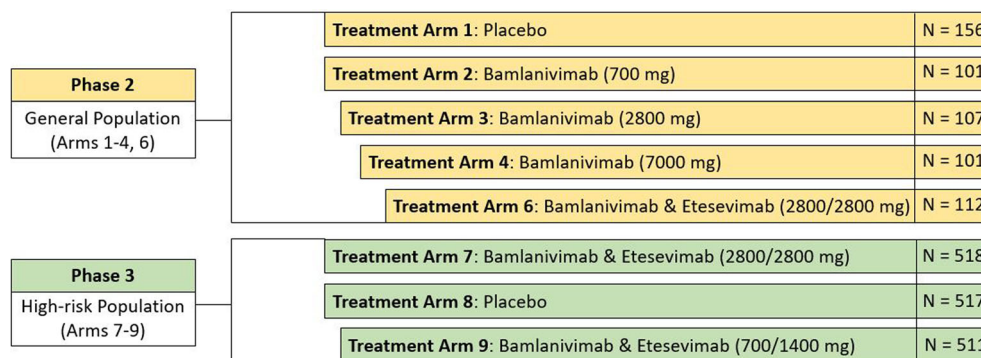 Treatment Arm 1: Placebo N = 156
Treatment Arm 2: Bamlanivimab (700 mg) N = 101
Phase 2
General Population
(Arms 1-4, 6)
Treatment Arm 3: Bamlanivimab (2800 mg) N = 107
Treatment Arm 4: Bamlanivimab (7000 mg) N = 101
Treatment Arm 6: Bamlanivimab & Etesevimab (2800/2800 mg) N = 112
Treatment Arm 7: Bamlanivimab & Etesevimab (2800/2800 mg) N = 518
Phase 3
High-risk Population
(Arms 7-9)
Treatment Arm 8: Placebo N = 517
Treatment Arm 9: Bamlanivimab & Etesevimab (700/1400 mg) N = 511